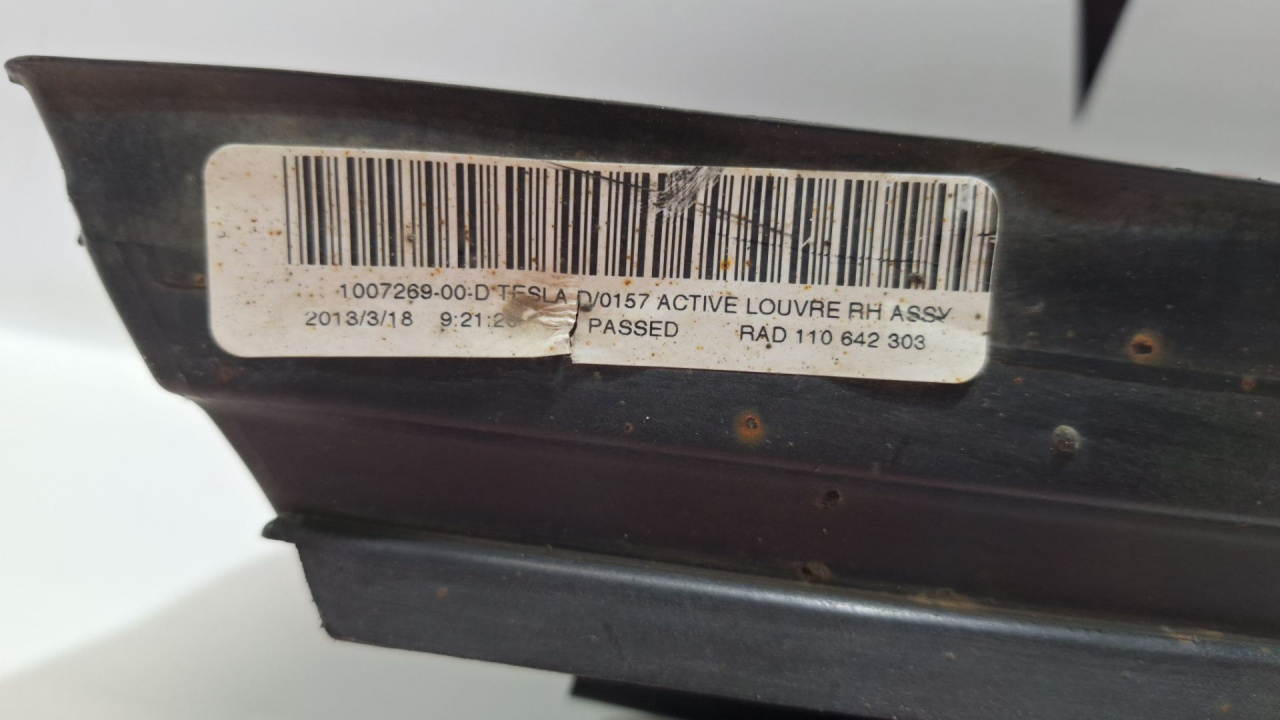 1007269-00-D TESLA D/0157 ACTIVE LOUVRE RH ASSY
2013/3/18 PASSED RAD 110 642 303